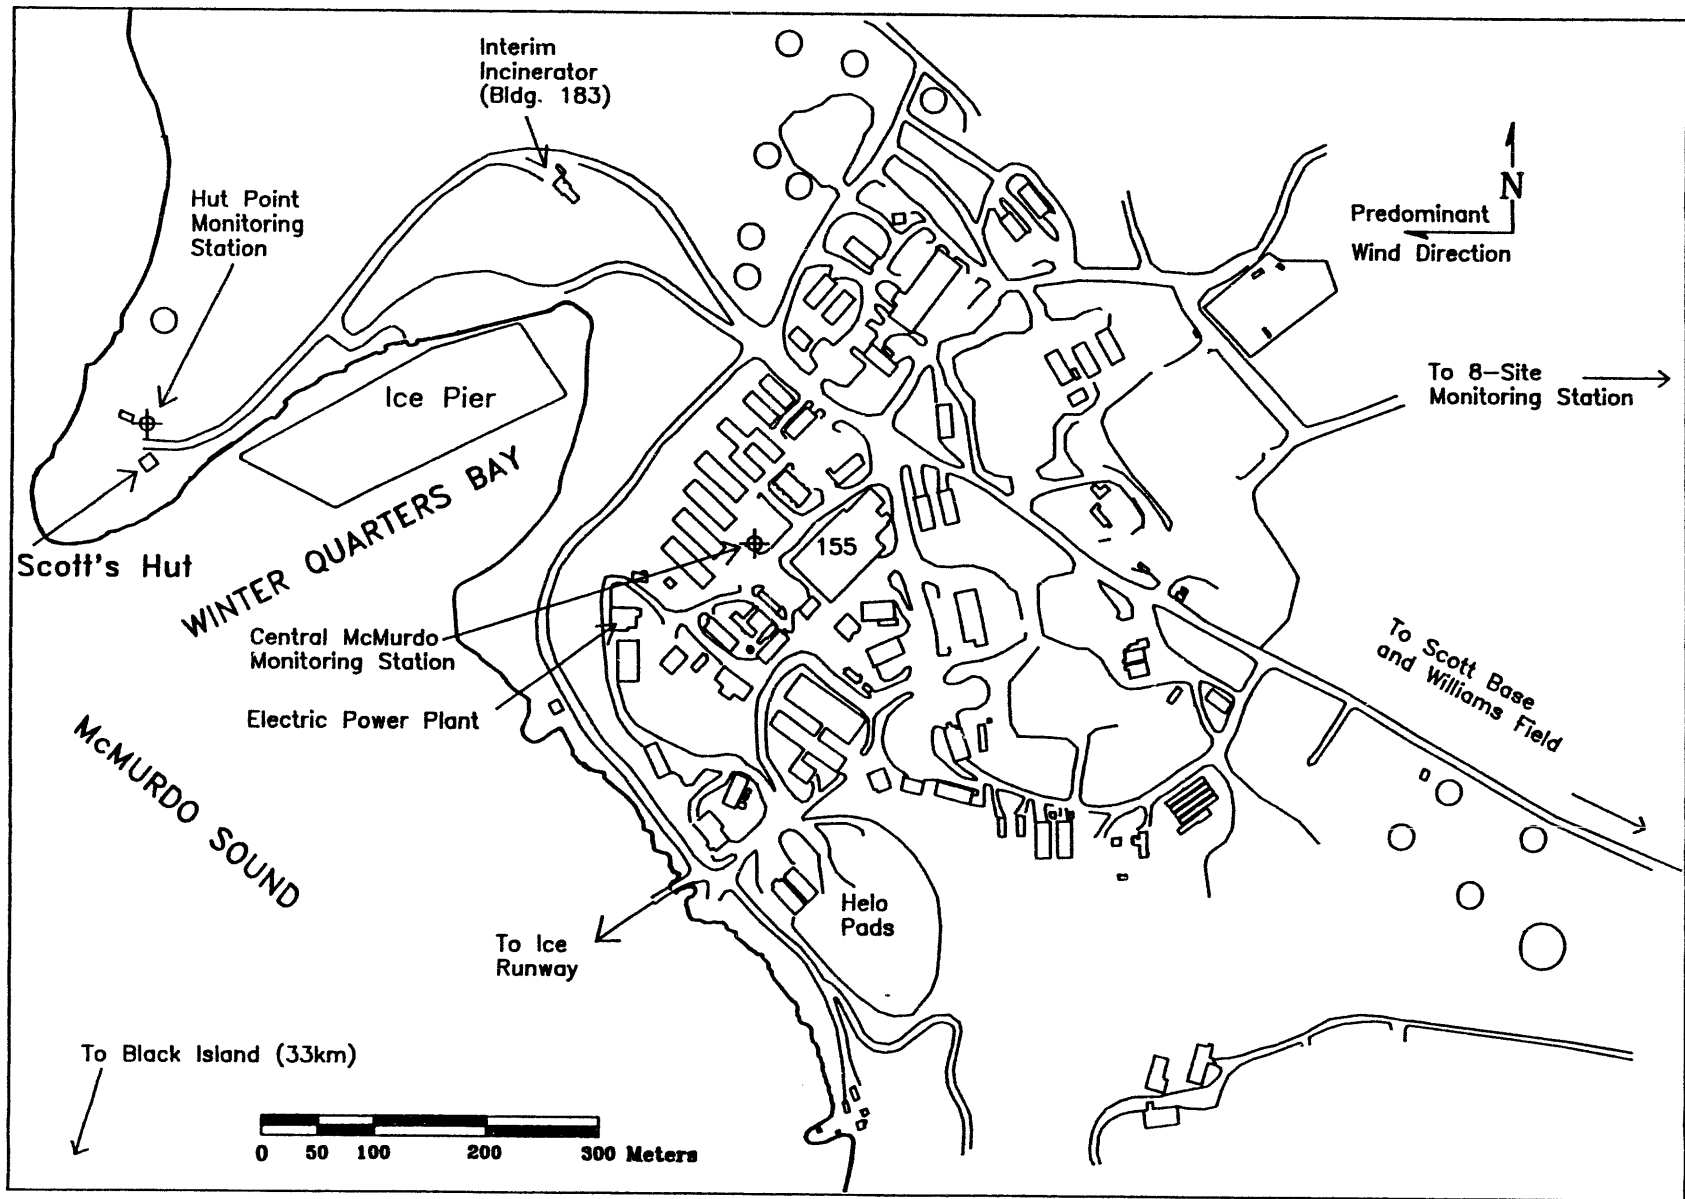 Interim
Incinerator
(Bldg. 183)
Hut Point
Monitoring
Station
N
Predominant
Wind Direction
To 8-Site
Monitoring Station
Ice Pier
WINTER QUARTERS BAY
Scott's Hut
155
Central McMurdo
Monitoring Station
Electric Power Plant
To Scott Base
and Williams Field
McMURDO SOUND
Helo
Pads
To Ice
Runway
To Black Island (33km)
0 50 100 200 300 Meters